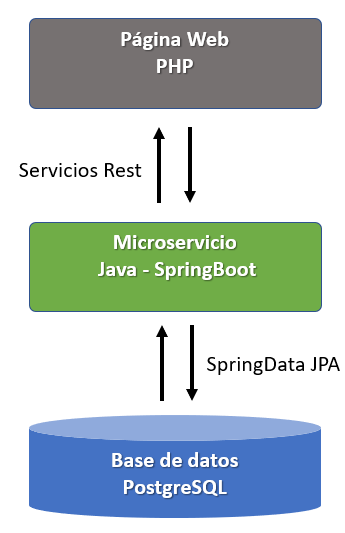 Página Web
PHP
Servicios Rest
Microservicio
Java - SpringBoot
SpringData JPA
Base de datos
PostgreSQL